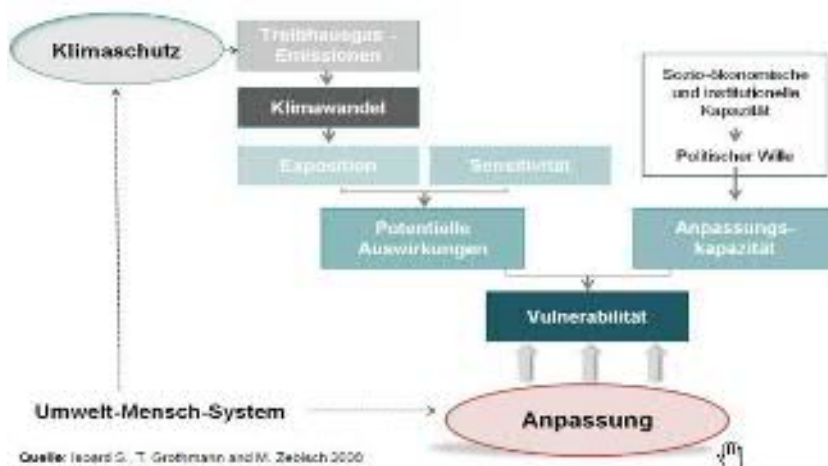 Klimaschutz
Treibhausgas -
Emissionen
Klimawandel
Exposition
Sensitivität
Sozio-ökonomische
und institutionelle
Kapazität
Politischer Wille
Potentielle
Auswirkungen
Anpassungs-
kapazität
Vulnerabilität
Umwelt-Mensch-System
Anpassung
Quelle: Isoard S., T. Grothmann and M. Zebisch